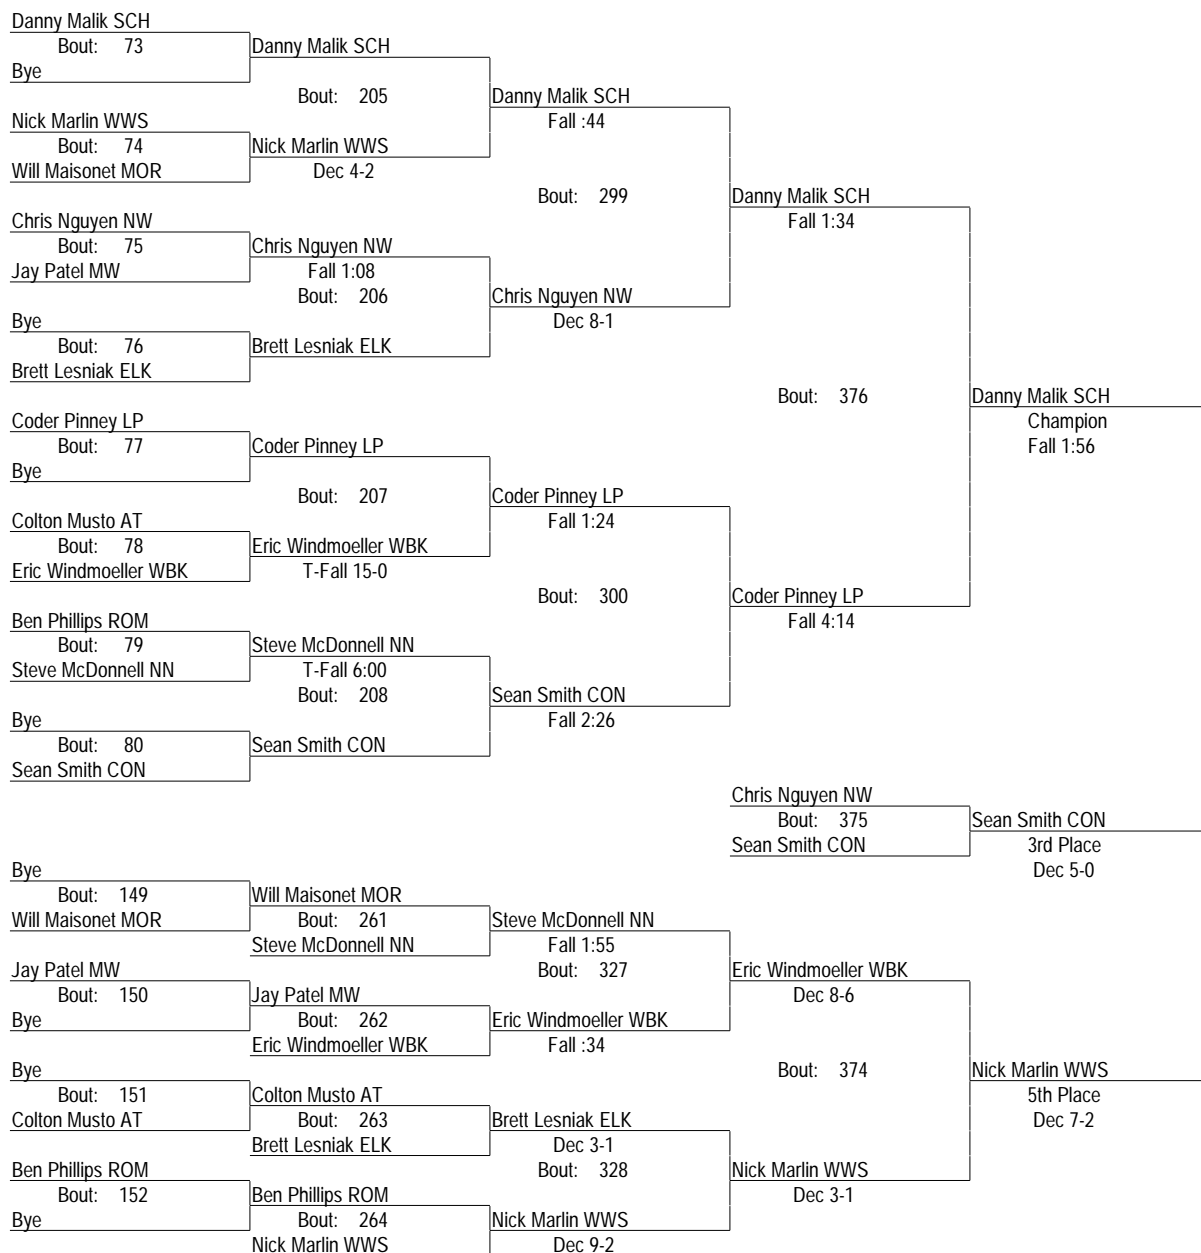 Danny Malik SCH
Bout: 73
Danny Malik SCH
Bye
Bout: 205
Danny Malik SCH
Nick Marlin WWS
Fall :44
Bout: 74
Nick Marlin WWS
Will Maisonet MOR
Dec 4-2
Bout: 299
Danny Malik SCH
Chris Nguyen NW
Fall 1:34
Bout: 75
Chris Nguyen NW
Jay Patel MW
Fall 1:08
Bout: 206
Chris Nguyen NW
Bye
Dec 8-1
Bout: 76
Brett Lesniak ELK
Brett Lesniak ELK
Bout: 376
Danny Malik SCH
Coder Pinney LP
Champion
Bout: 77
Coder Pinney LP
Fall 1:56
Bye
Bout: 207
Coder Pinney LP
Colton Musto AT
Fall 1:24
Bout: 78
Eric Windmoeller WBK
Eric Windmoeller WBK
T-Fall 15-0
Bout: 300
Coder Pinney LP
Ben Phillips ROM
Fall 4:14
Bout: 79
Steve McDonnell NN
Steve McDonnell NN
T-Fall 6:00
Bout: 208
Sean Smith CON
Bye
Fall 2:26
Bout: 80
Sean Smith CON
Sean Smith CON
Chris Nguyen NW
Bout: 375
Sean Smith CON
Sean Smith CON
3rd Place
Bye
Dec 5-0
Bout: 149
Will Maisonet MOR
Will Maisonet MOR
Bout: 261
Steve McDonnell NN
Steve McDonnell NN
Fall 1:55
Jay Patel MW
Bout: 327
Eric Windmoeller WBK
Bout: 150
Jay Patel MW
Dec 8-6
Bye
Bout: 262
Eric Windmoeller WBK
Eric Windmoeller WBK
Fall :34
Bye
Bout: 374
Nick Marlin WWS
Bout: 151
Colton Musto AT
5th Place
Colton Musto AT
Bout: 263
Brett Lesniak ELK
Dec 7-2
Brett Lesniak ELK
Dec 3-1
Ben Phillips ROM
Bout: 328
Nick Marlin WWS
Bout: 152
Ben Phillips ROM
Dec 3-1
Bye
Bout: 264
Nick Marlin WWS
Nick Marlin WWS
Dec 9-2